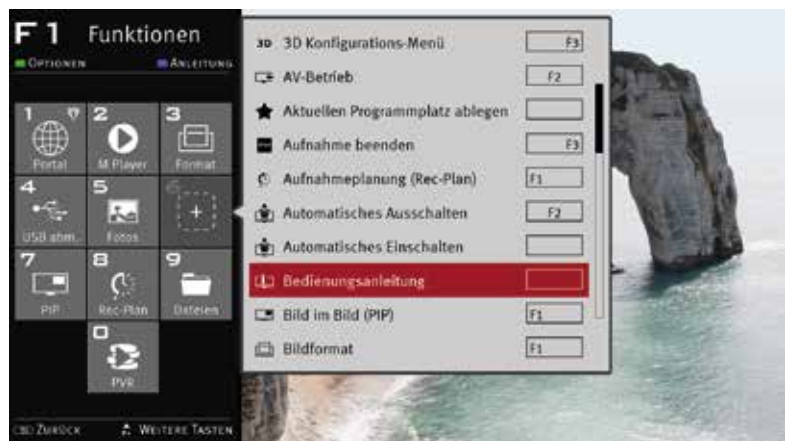 F1 Funktionen
OPTIONEN ANLEITUNG
1 2 3
Portal M.Player Format
4 5 6
USB abm. Fotos
7 8 9
PIP Rec-Plan Dateien
0
PVR
ZURÜCK WEITERE TASTEN
3D 3D Konfigurations-Menü F3
AV-Betrieb F2
Aktuellen Programmplatz ablegen
Aufnahme beenden F3
Aufnahmeplanung (Rec-Plan) F1
Automatisches Ausschalten F2
Automatisches Einschalten
Bedienungsanleitung
Bild im Bild (PIP) F1
Bildformat F1